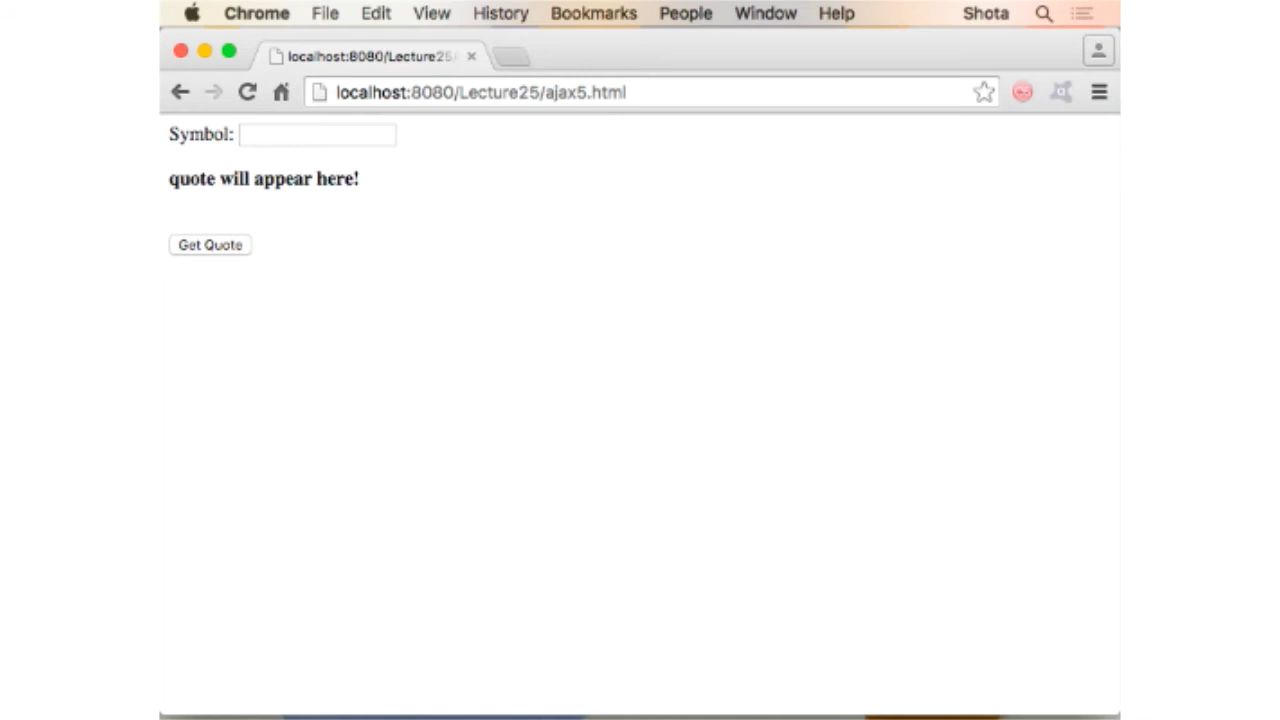 Chrome File Edit View History Bookmarks People Window Help Shota
localhost:8080/Lecture25/
localhost:8080/Lecture25/ajax5.html
Symbol:
quote will appear here!
Get Quote